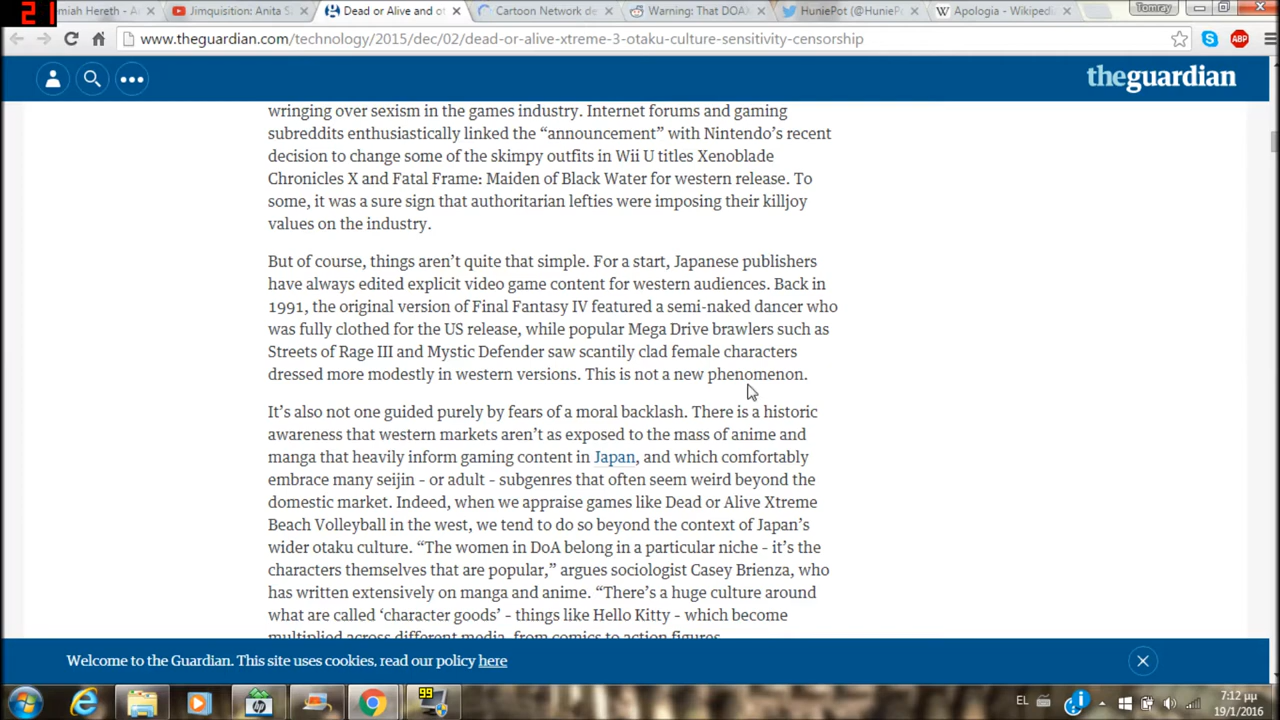 21
miah Hereth - A
Jimquisition: Anita S
Dead or Alive and ot
Cartoon Network de
Warning: That DOA
HuniePot (@HunieP
Apologia - Wikiped
Tomray
www.theguardian.com/technology/2015/dec/02/dead-or-alive-xtreme-3-otaku-culture-sensitivity-censorship
ABP
theguardian
wringing over sexism in the games industry. Internet forums and gaming
subreddits enthusiastically linked the “announcement” with Nintendo’s recent
decision to change some of the skimpy outfits in Wii U titles Xenoblade
Chronicles X and Fatal Frame: Maiden of Black Water for western release. To
some, it was a sure sign that authoritarian lefties were imposing their killjoy
values on the industry.
But of course, things aren’t quite that simple. For a start, Japanese publishers
have always edited explicit video game content for western audiences. Back in
1991, the original version of Final Fantasy IV featured a semi-naked dancer who
was fully clothed for the US release, while popular Mega Drive brawlers such as
Streets of Rage III and Mystic Defender saw scantily clad female characters
dressed more modestly in western versions. This is not a new phenomenon.
It’s also not one guided purely by fears of a moral backlash. There is a historic
awareness that western markets aren’t as exposed to the mass of anime and
manga that heavily inform gaming content in Japan, and which comfortably
embrace many seijin - or adult - subgenres that often seem weird beyond the
domestic market. Indeed, when we appraise games like Dead or Alive Xtreme
Beach Volleyball in the west, we tend to do so beyond the context of Japan’s
wider otaku culture. “The women in DoA belong in a particular niche - it’s the
characters themselves that are popular,” argues sociologist Casey Brienza, who
has written extensively on manga and anime. “There’s a huge culture around
what are called ‘character goods’ - things like Hello Kitty - which become
multiplied across different media, from comics to action figures
Welcome to the Guardian. This site uses cookies, read our policy here
99
EL
7:12 μμ
19/1/2016